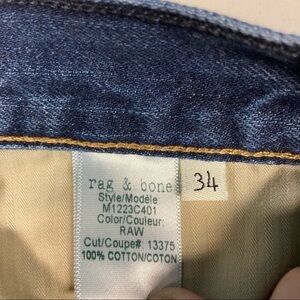 rag & bone
34
Style/Modèle
M1223C401
Color/Couleur:
RAW
Cut/Coupe#: 13375
100% COTTON/COTON